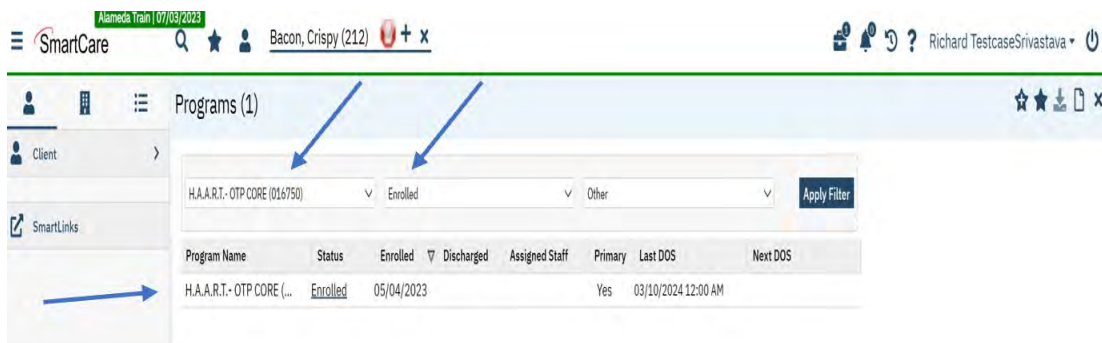 Alameda Train | 07/03/2023
SmartCare
Bacon, Crispy (212)
Richard TestcaseSrivastava
Programs (1)
Client
SmartLinks
H.A.A.R.T.- OTP CORE (016750) Enrolled Other Apply Filter
Program Name Status Enrolled Discharged Assigned Staff Primary Last DOS Next DOS
H.A.A.R.T.- OTP CORE (... Enrolled 05/04/2023 Yes 03/10/2024 12:00 AM